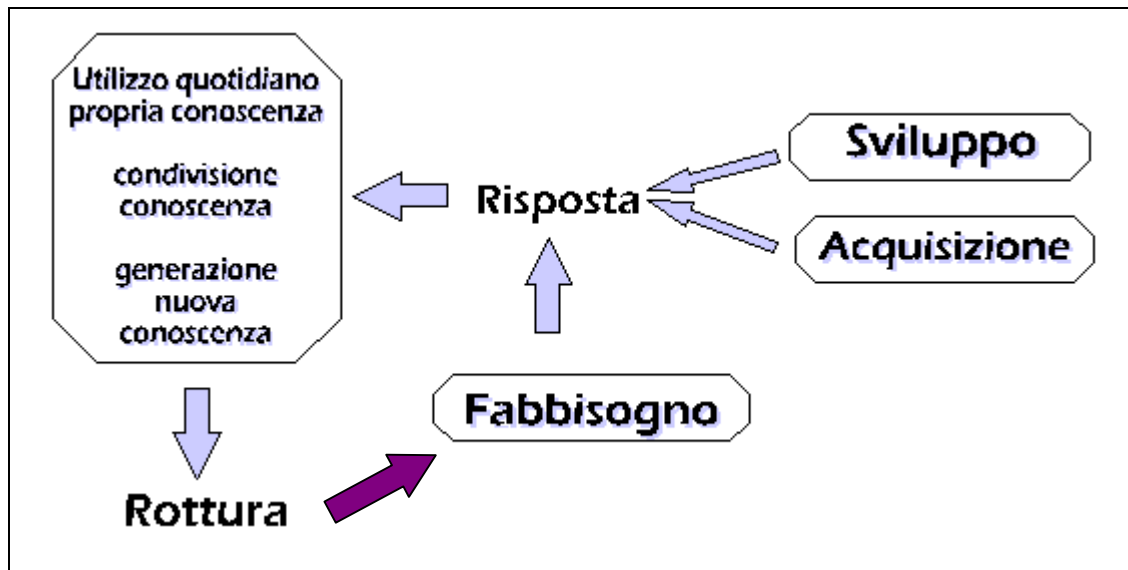 Utilizzo quotidiano
propria conoscenza
condivisione
conoscenza
generazione
nuova
conoscenza
Risposta
Sviluppo
Acquisizione
Fabbisogno
Rottura